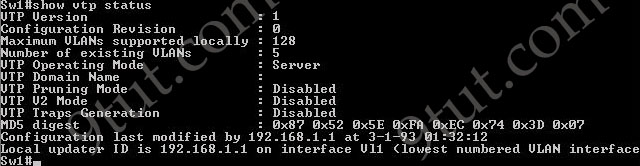 Sw1#show vtp status
VTP Version : 1
Configuration Revision : 0
Maximum VLANs supported locally : 128
Number of existing VLANs : 5
VTP Operating Mode : Server
VTP Domain Name :
VTP Pruning Mode : Disabled
VTP V2 Mode : Disabled
VTP Traps Generation : Disabled
MD5 digest : 0x87 0x52 0x5E 0xFA 0xEC 0x74 0x3D 0x07
Configuration last modified by 192.168.1.1 at 3-1-93 01:32:12
Local updater ID is 192.168.1.1 on interface Vl1 (lowest numbered VLAN interface
Sw1#
9tut.com
9tut.com